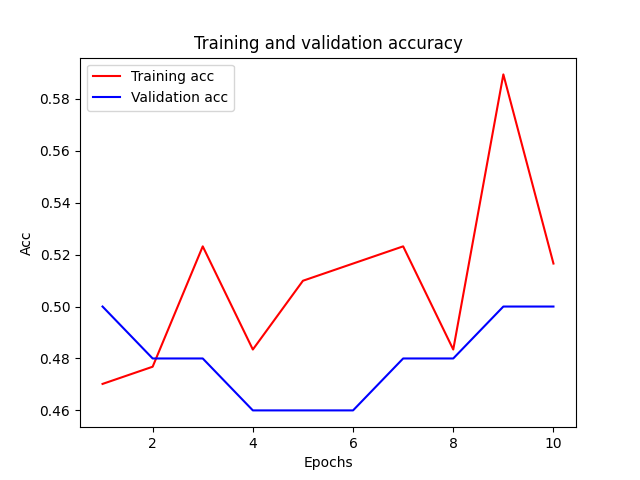 Training and validation accuracy
Training acc
Validation acc
0.58
0.56
0.54
0.52
0.50
0.48
0.46
Acc
2
4
6
8
10
Epochs